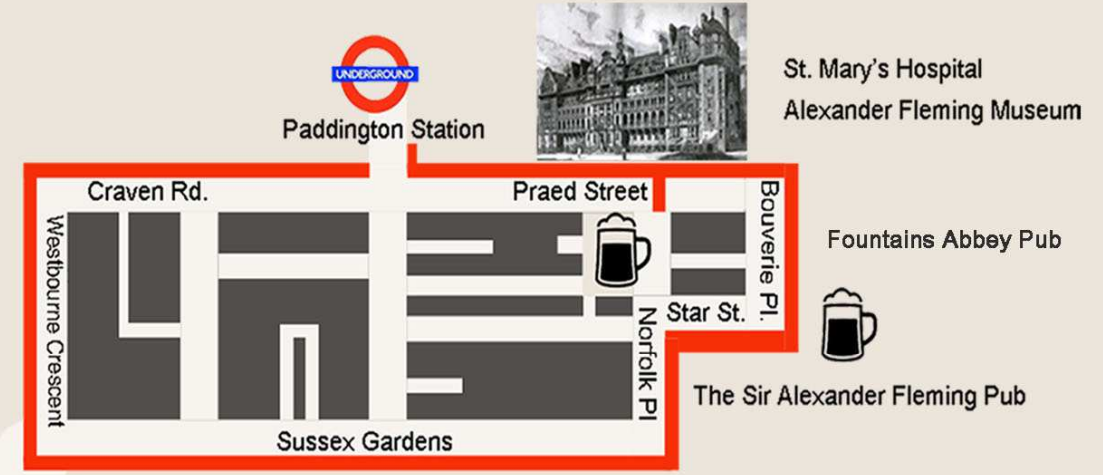 UNDERGROUND
Paddington Station
St. Mary's Hospital
Alexander Fleming Museum
Craven Rd.
Praed Street
Bouverie Pl.
Westbourne Crescent
Fountains Abbey Pub
Star St.
Norfolk Pl
The Sir Alexander Fleming Pub
Sussex Gardens